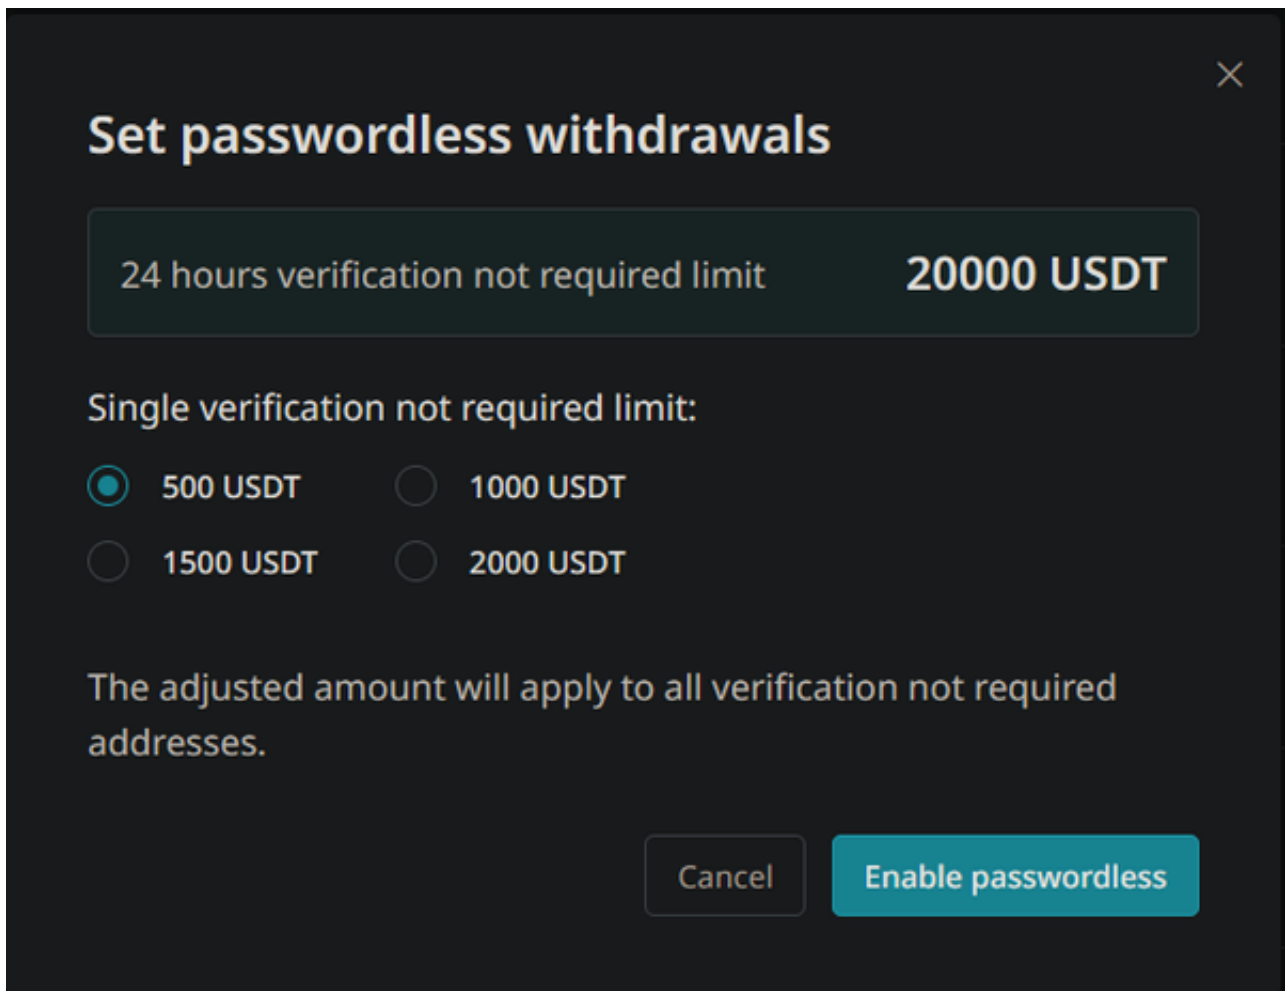 Set passwordless withdrawals
24 hours verification not required limit 20000 USDT
Single verification not required limit:
500 USDT 1000 USDT
1500 USDT 2000 USDT
The adjusted amount will apply to all verification not required
addresses.
Cancel Enable passwordless